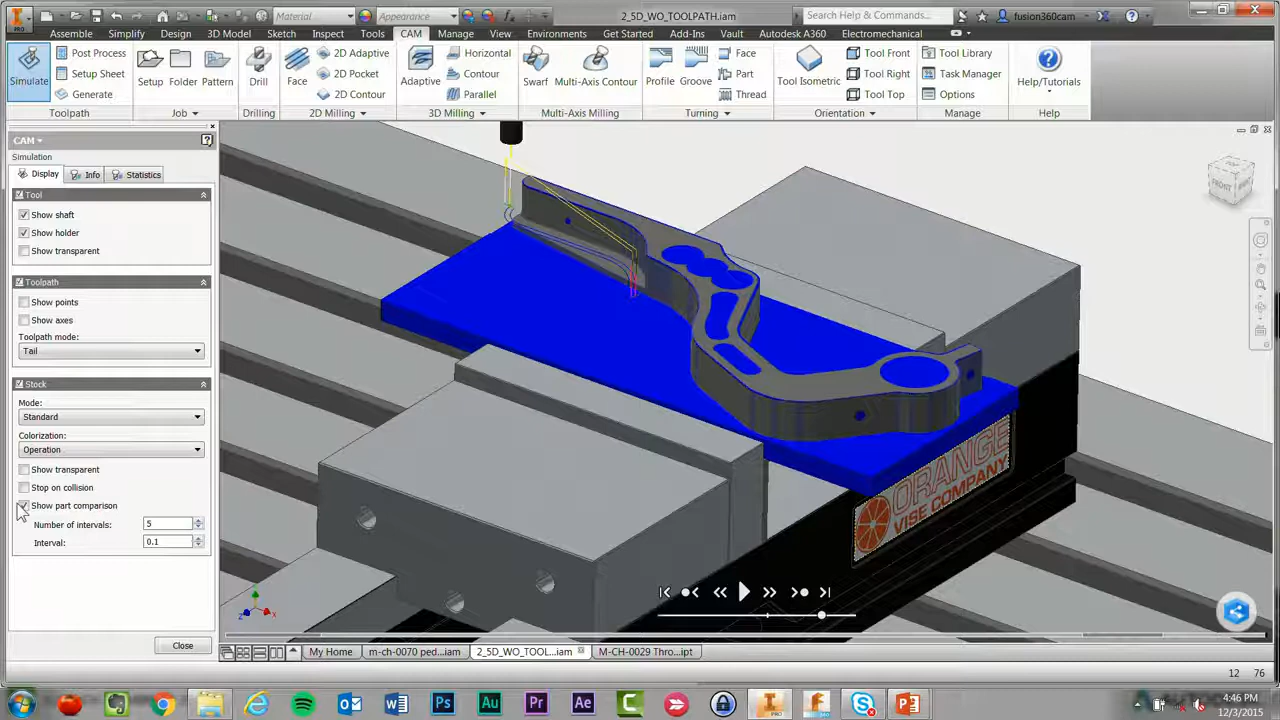 PRO
Material
Appearance
2_5D_WO_TOOLPATH.iam
Search Help & Commands...
fusion360cam
Assembly Simplify Design 3D Model Sketch Inspect Tools CAM Manage View Environments Get Started Add-Ins Vault Autodesk A360 Electromechanical
Simulate
Post Process
Setup Sheet
Generate
Toolpath
Setup
Folder
Pattern
Job
Drill
Drilling
Face
2D Adaptive
2D Pocket
2D Contour
2D Milling
Adaptive
Horizontal
Contour
Parallel
3D Milling
Swarf
Multi-Axis Contour
Multi-Axis Milling
Profile
Groove
Face
Part
Thread
Turning
Tool Isometric
Tool Front
Tool Right
Tool Top
Orientation
Tool Library
Task Manager
Options
Manage
Help/Tutorials
Help
CAM
Simulation
Display Info Statistics
Tool
Show shaft
Show holder
Show transparent
Toolpath
Show points
Show axes
Toolpath mode:
Tail
Stock
Mode:
Standard
Colorization:
Operation
Show transparent
Stop on collision
Show part comparison
Number of intervals: 5
Interval: 0.1
Close
FRONT
RIGHT
ORANGE
VISE COMPANY
Z X
My Home m-ch-0070 ped....iam 2_5D_WO_TOOL....iam M-CH-0029 Thro....ipt
12 76
4:46 PM
12/3/2015